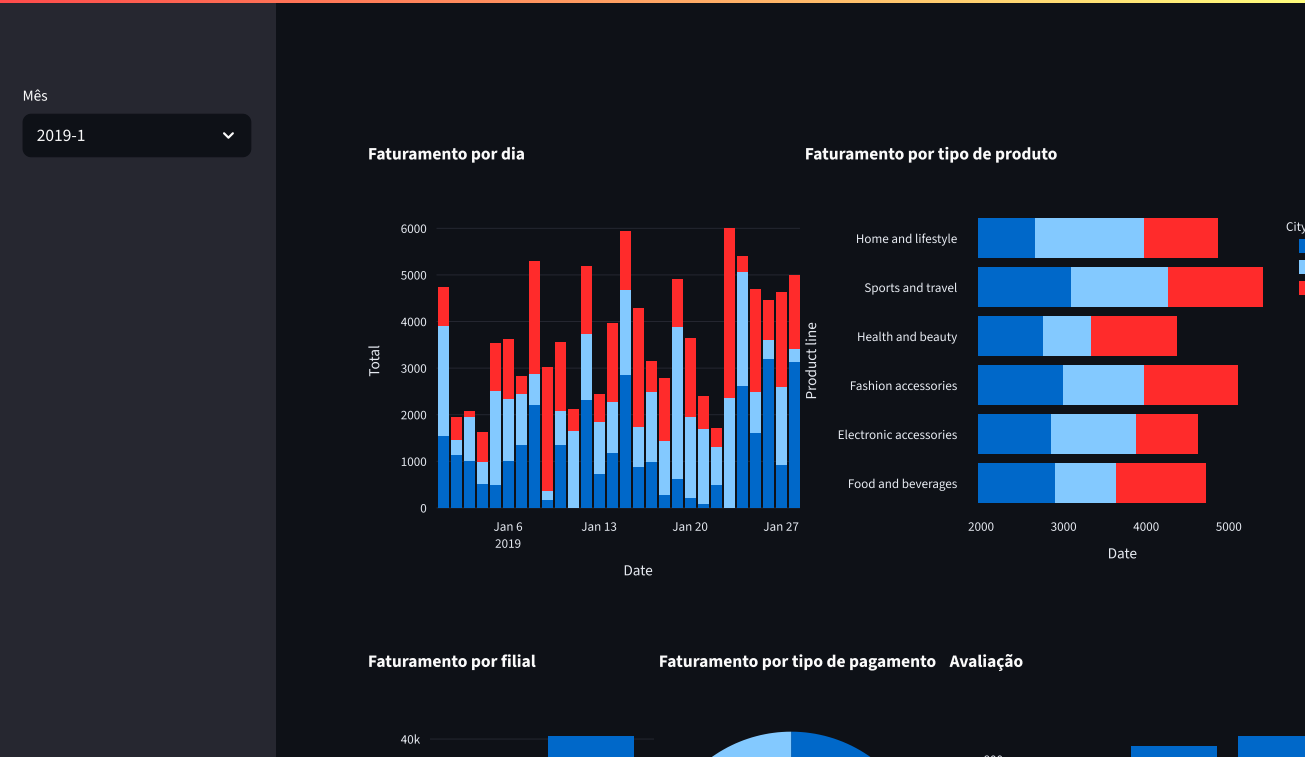 Mês
2019-1
Faturamento por dia
6000
5000
4000
3000
2000
1000
0
Total
Jan 6
2019
Jan 13
Jan 20
Jan 27
Date
Faturamento por tipo de produto
Product line
Home and lifestyle
Sports and travel
Health and beauty
Fashion accessories
Electronic accessories
Food and beverages
2000
3000
4000
5000
Date
City
Faturamento por filial
40k
Faturamento por tipo de pagamento
Avaliação